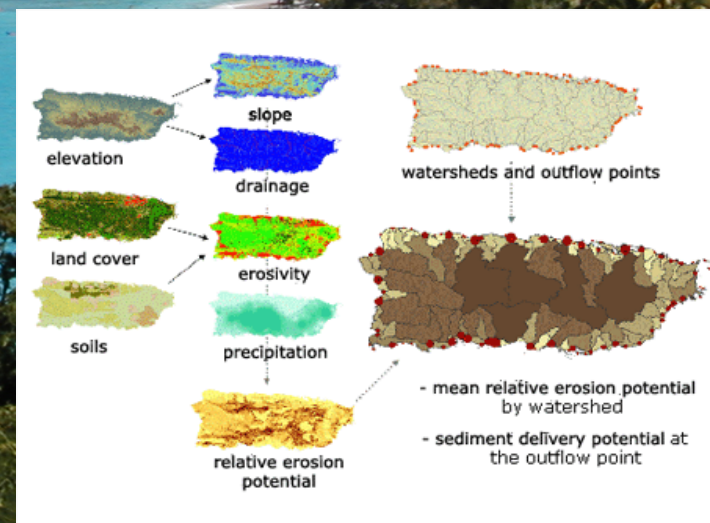 elevation
land cover
soils
slope
drainage
erosivity
precipitation
relative erosion
potential
watersheds and outflow points
- mean relative erosion potential
by watershed
- sediment delivery potential at
the outflow point